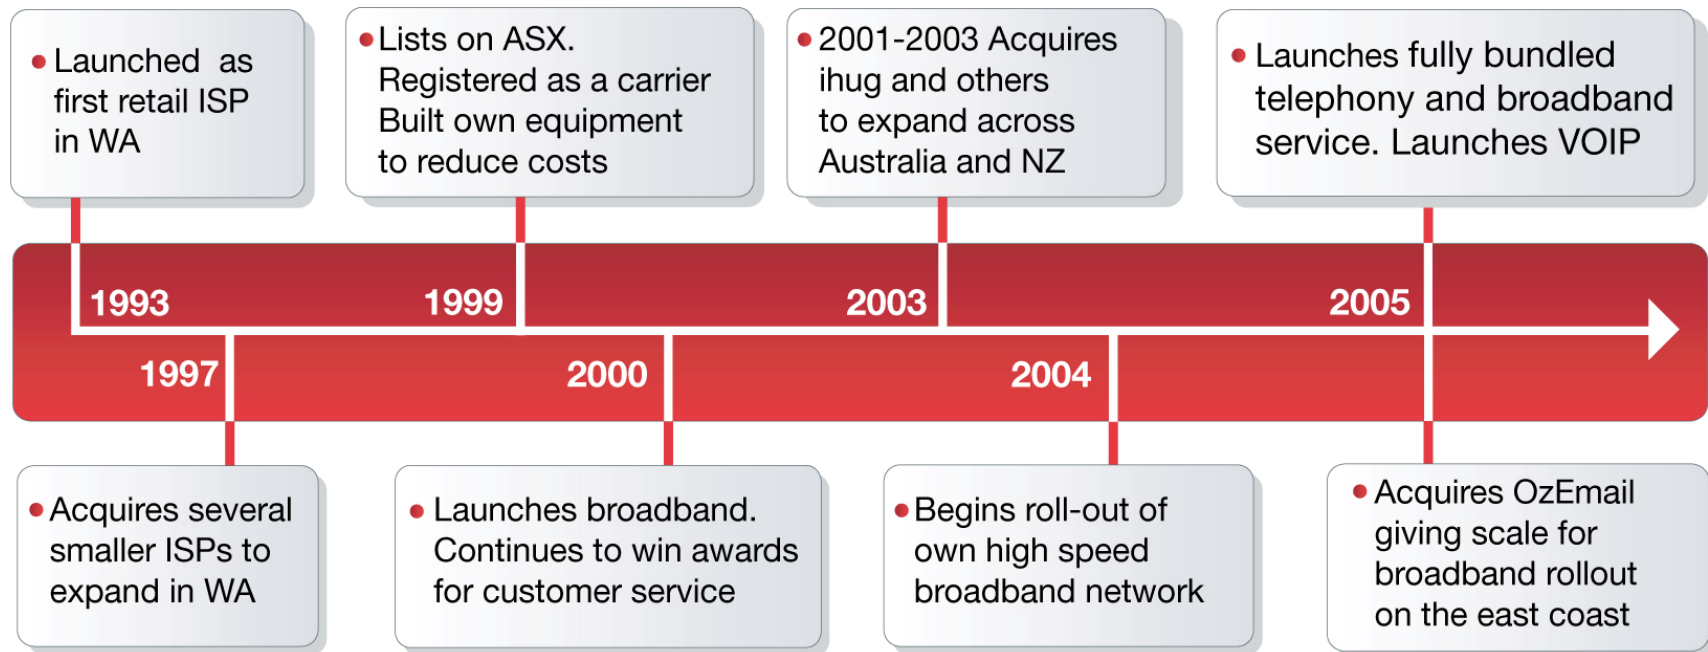 Launched as
first retail ISP
in WA
Lists on ASX.
Registered as a carrier
Built own equipment
to reduce costs
2001-2003 Acquires
ihug and others
to expand across
Australia and NZ
Launches fully bundled
telephony and broadband
service. Launches VOIP
1993
1999
2003
2005
1997
2000
2004
Acquires several
smaller ISPs to
expand in WA
Launches broadband.
Continues to win awards
for customer service
Begins roll-out of
own high speed
broadband network
Acquires OzEmail
giving scale for
broadband rollout
on the east coast